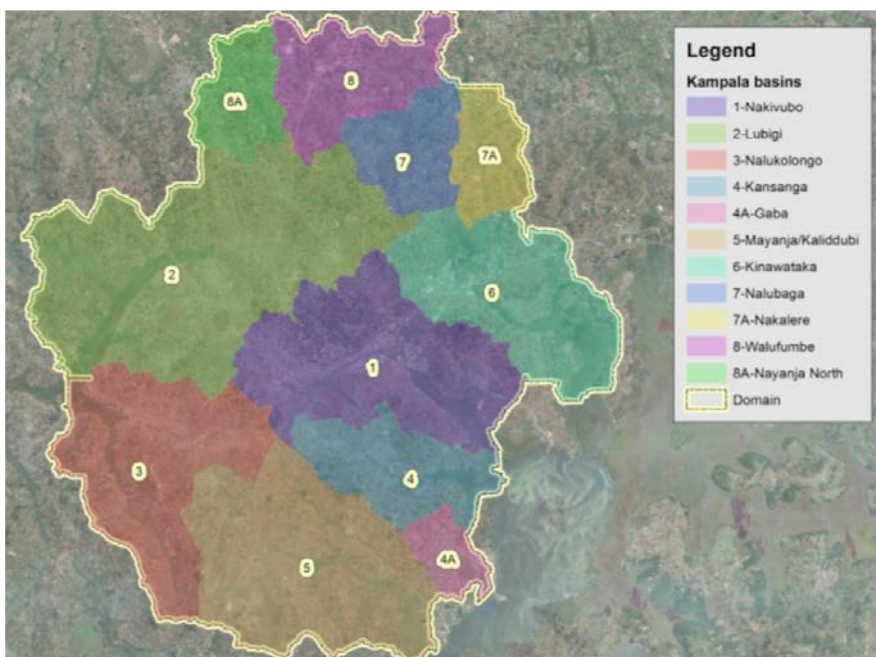 8
8A
7
7A
2
6
1
3
4
5
4A
Legend
Kampala basins
1-Nakivubo
2-Lubigi
3-Nalukolongo
4-Kansanga
4A-Gaba
5-Mayanja/Kaliddubi
6-Kinawataka
7-Nalubaga
7A-Nakalere
8-Walufumbe
8A-Nayanja North
Domain